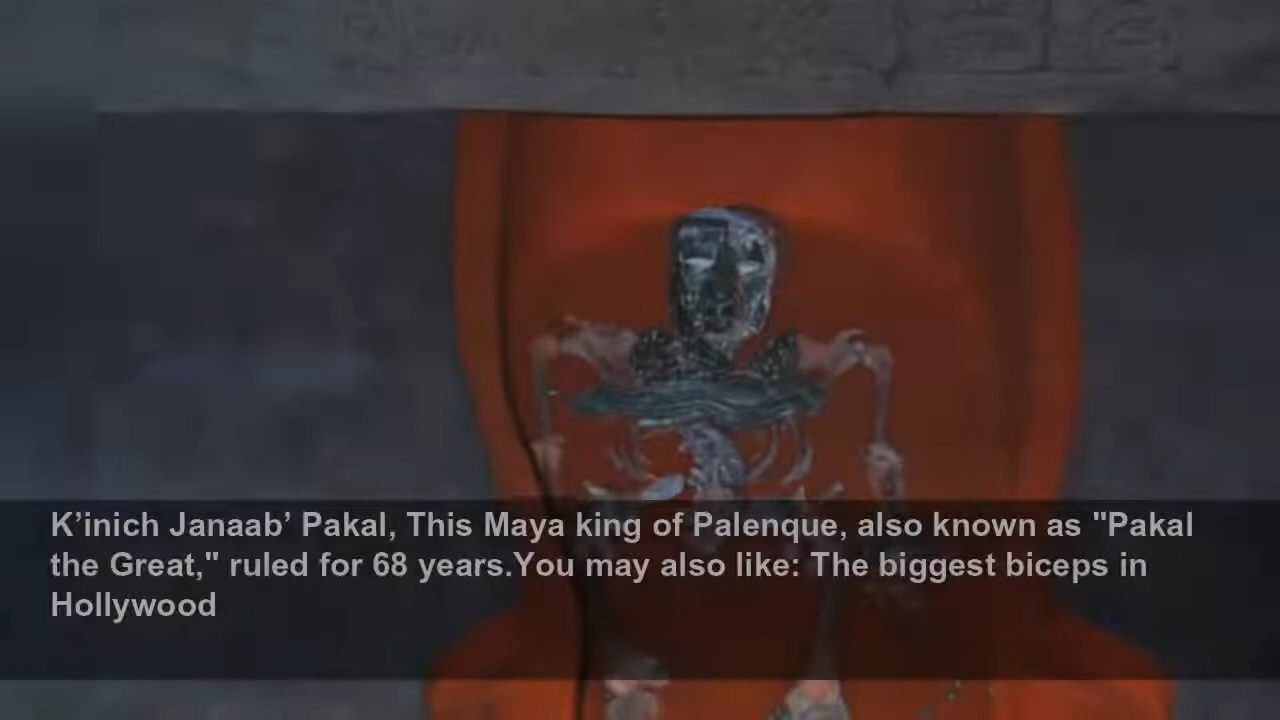 K’inich Janaab’ Pakal, This Maya king of Palenque, also known as "Pakal
the Great," ruled for 68 years.You may also like: The biggest biceps in
Hollywood